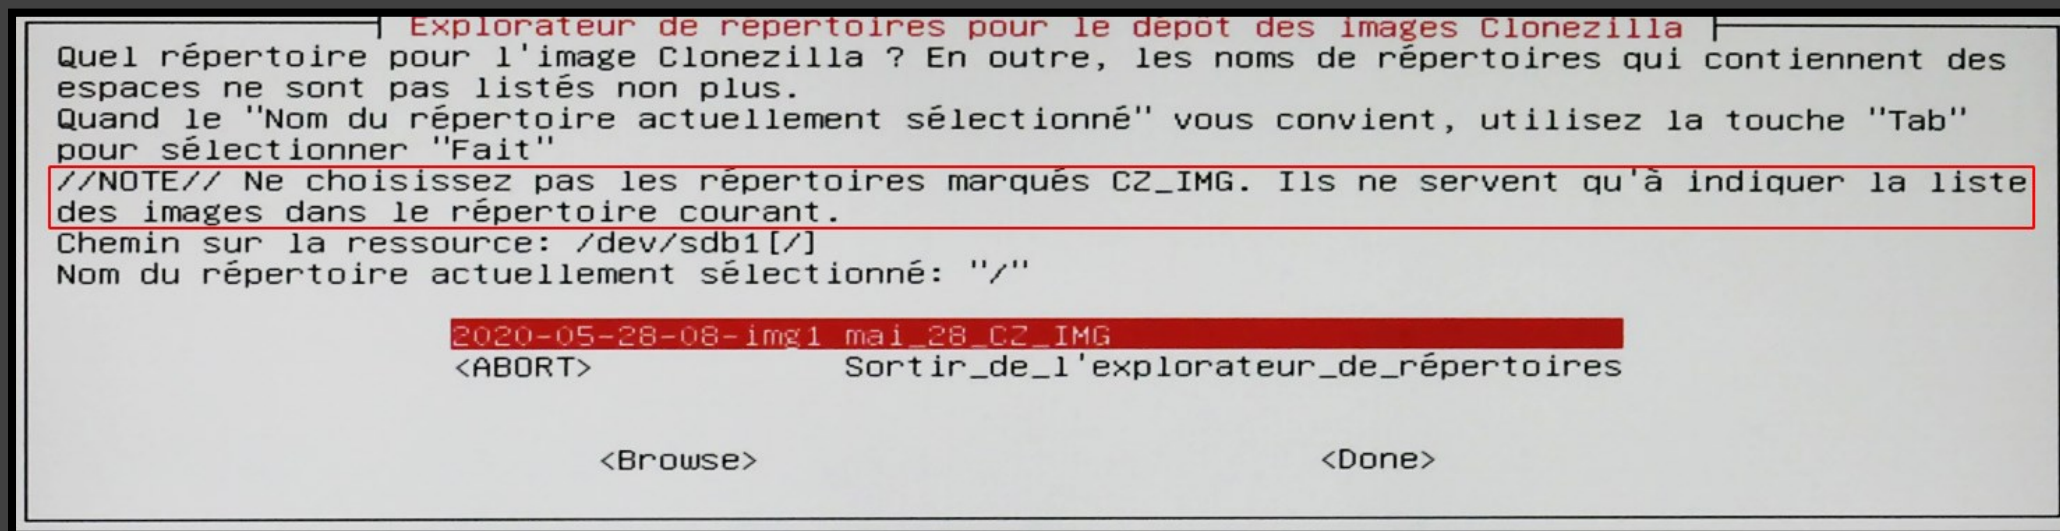 Explorateur de répertoires pour le dépôt des images Clonezilla
Quel répertoire pour l'image Clonezilla ? En outre, les noms de répertoires qui contiennent des
espaces ne sont pas listés non plus.
Quand le "Nom du répertoire actuellement sélectionné" vous convient, utilisez la touche "Tab"
pour sélectionner "Fait"
//NOTE// Ne choisissez pas les répertoires marqués CZ_IMG. Ils ne servent qu'à indiquer la liste
des images dans le répertoire courant.
Chemin sur la ressource: /dev/sdb1[/]
Nom du répertoire actuellement sélectionné: "/"
2020-05-28-08-img1 mai_28_CZ_IMG
<ABORT> Sortir_de_l'explorateur_de_répertoires
<Browse> <Done>